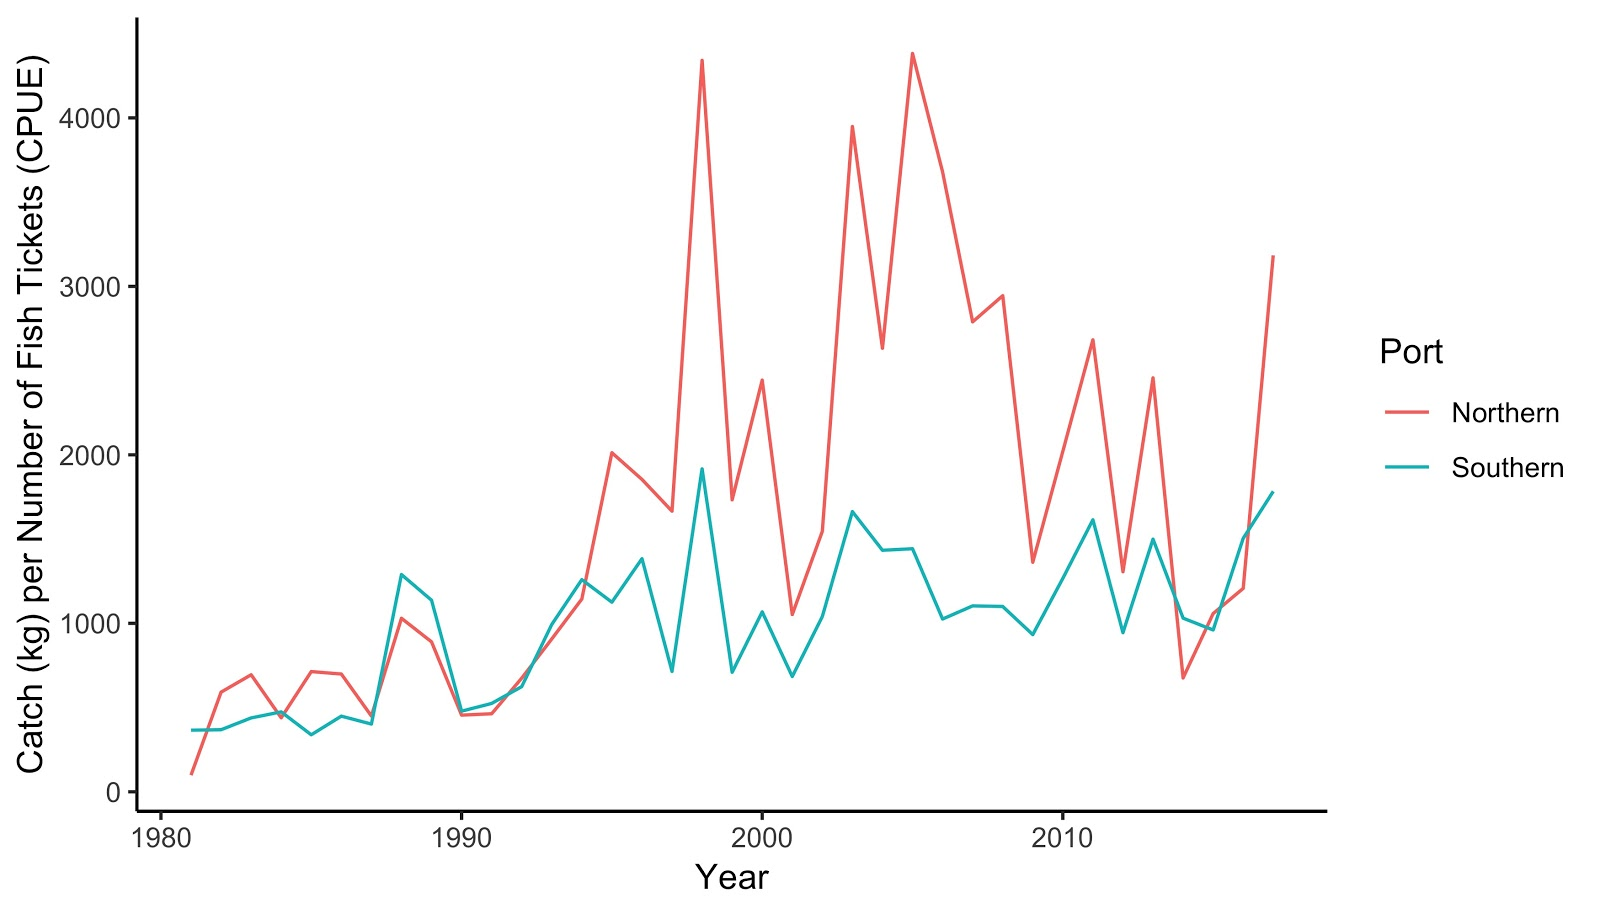 Catch (kg) per Number of Fish Tickets (CPUE)
4000
3000
2000
1000
0
1980
1990
2000
2010
Year
Port
Northern
Southern